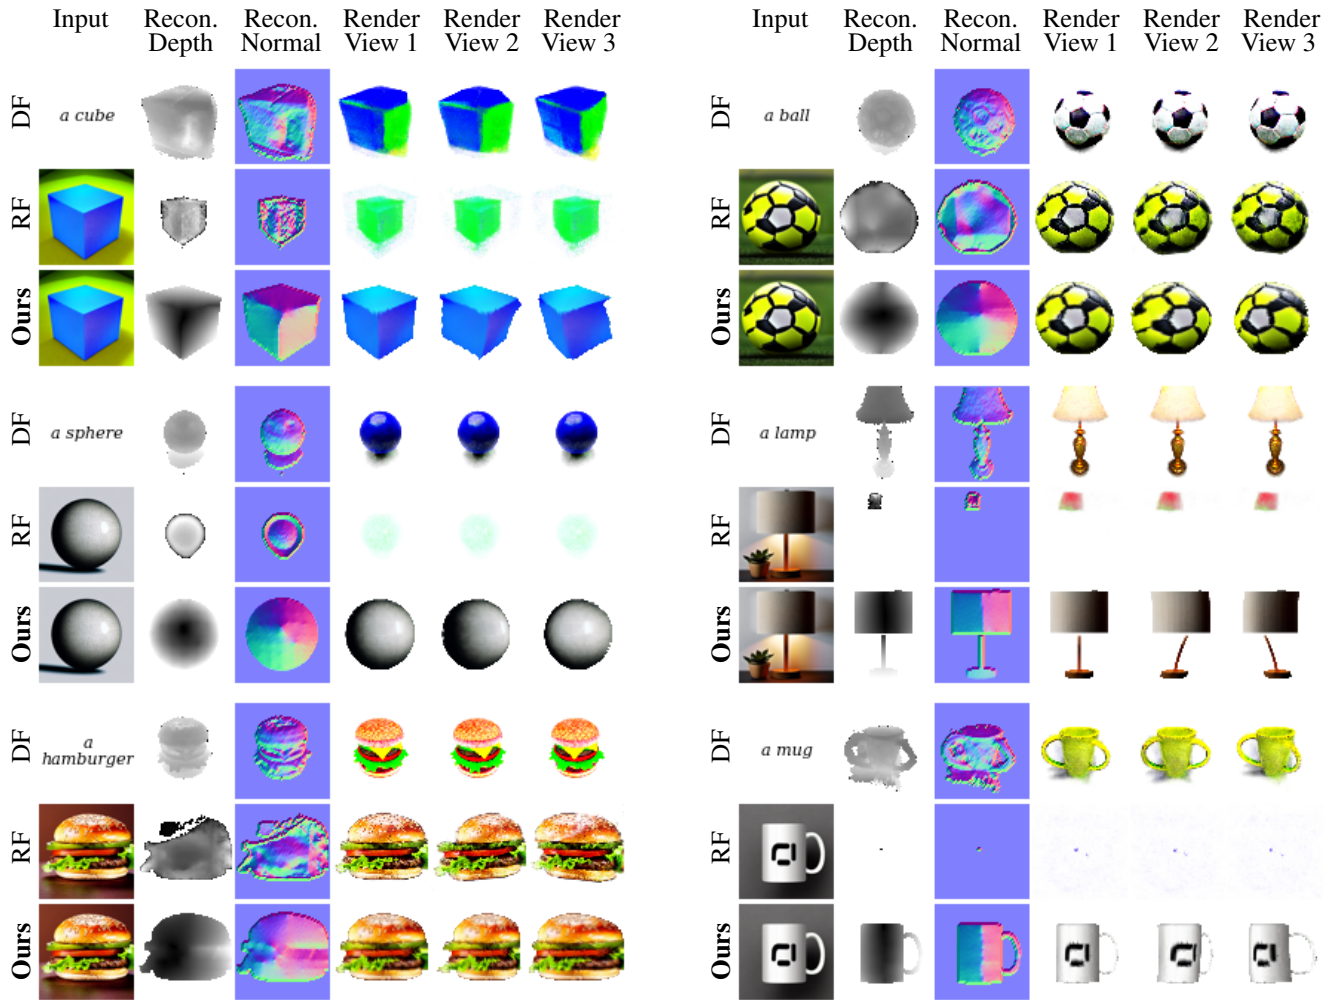 Input Recon. Recon. Render Render Render Input Recon. Recon. Render Render Render
Depth Normal View 1 View 2 View 3 Depth Normal View 1 View 2 View 3
DF a cube DF a ball
RF RF
Ours Ours
DF a sphere DF a lamp
RF RF
Ours Ours
DF a DF a mug
hamburger
RF RF
Ours Ours